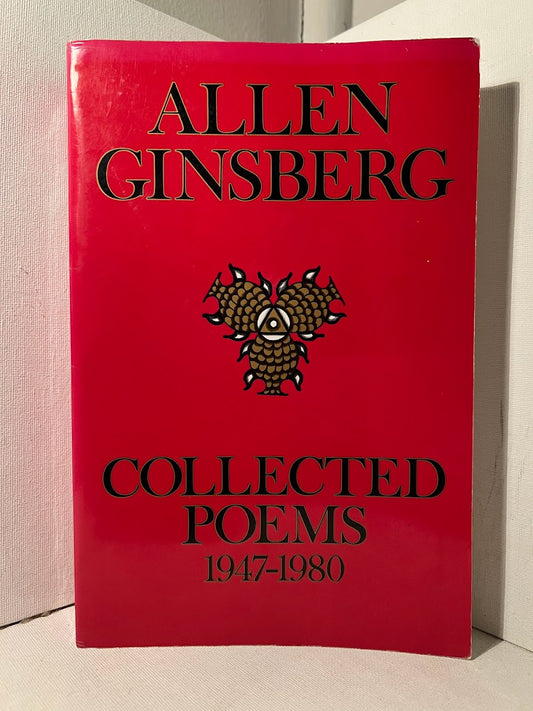 ALLEN
GINSBERG
COLLECTED
POEMS
1947-1980